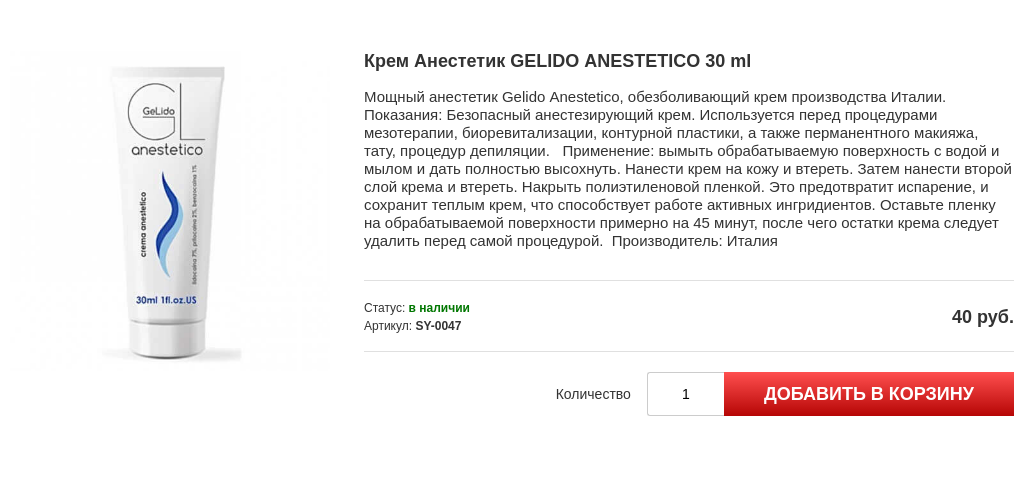 GeLido
GL
anestetico
crema anestetico
lidocaina 7%, prilocaina 2%, benzocaina 1%
30ml 1fl.oz.US
Крем Анестетик GELIDO ANESTETICO 30 ml
Мощный анестетик Gelido Anestetico, обезболивающий крем производства Италии.
Показания: Безопасный анестезирующий крем. Используется перед процедурами
мезотерапии, биоревитализации, контурной пластики, а также перманентного макияжа,
тату, процедур депиляции.   Применение: вымыть обрабатываемую поверхность с водой и
мылом и дать полностью высохнуть. Нанести крем на кожу и втереть. Затем нанести второй
слой крема и втереть. Накрыть полиэтиленовой пленкой. Это предотвратит испарение, и
сохранит теплым крем, что способствует работе активных ингридиентов. Оставьте пленку
на обрабатываемой поверхности примерно на 45 минут, после чего остатки крема следует
удалить перед самой процедурой.  Производитель: Италия
Статус: в наличии
Артикул: SY-0047
40 руб.
Количество
1
ДОБАВИТЬ В КОРЗИНУ